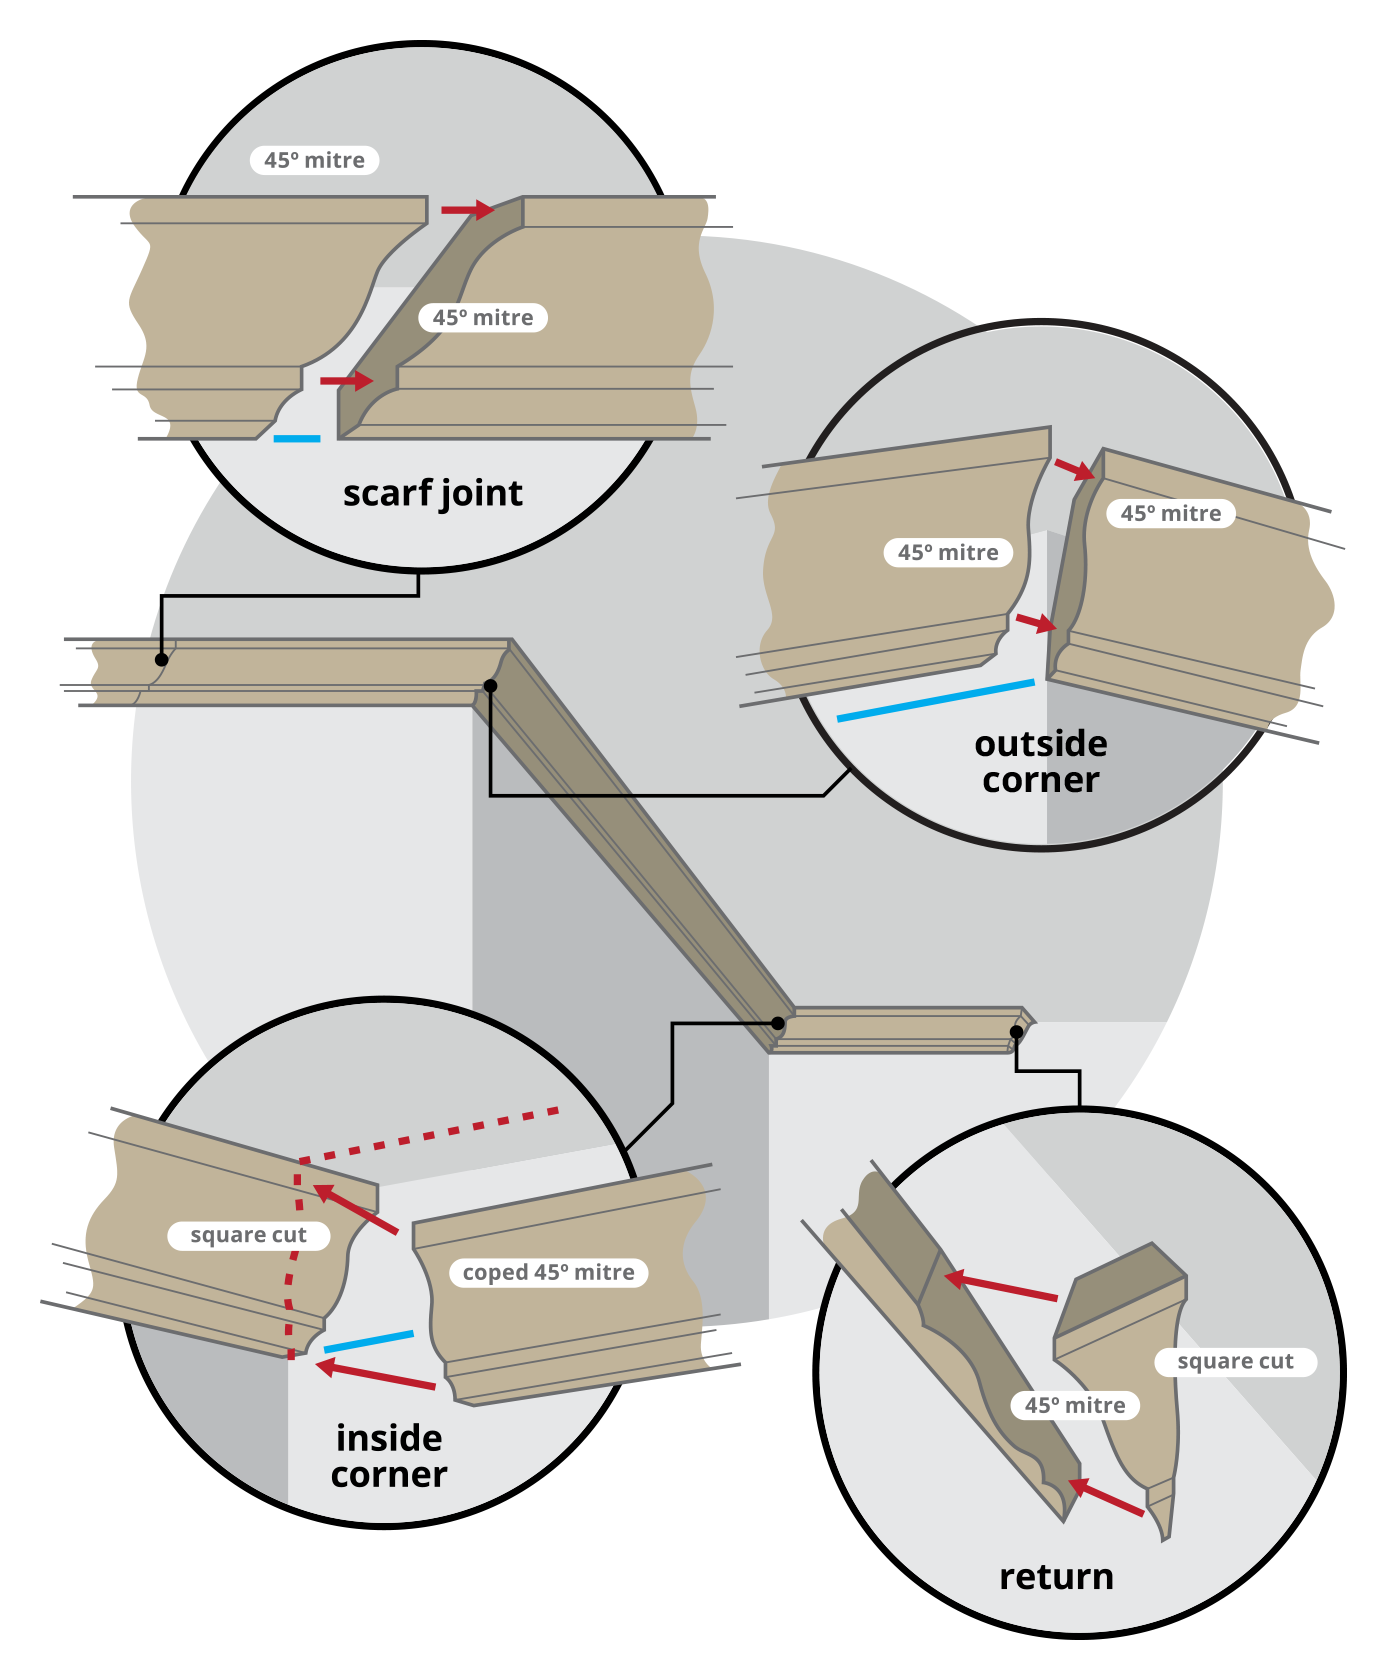 45º mitre
45º mitre
scarf joint
45º mitre
45º mitre
outside
corner
square cut
coped 45º mitre
inside
corner
square cut
45º mitre
return